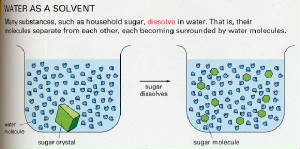 WATER AS A SOLVENT
Many substances, such as household sugar, dissolve in water. That is, their
molecules separate from each other, each becoming surrounded by water molecules.
sugar
dissolves
water
molecule
sugar crystal
sugar molecule